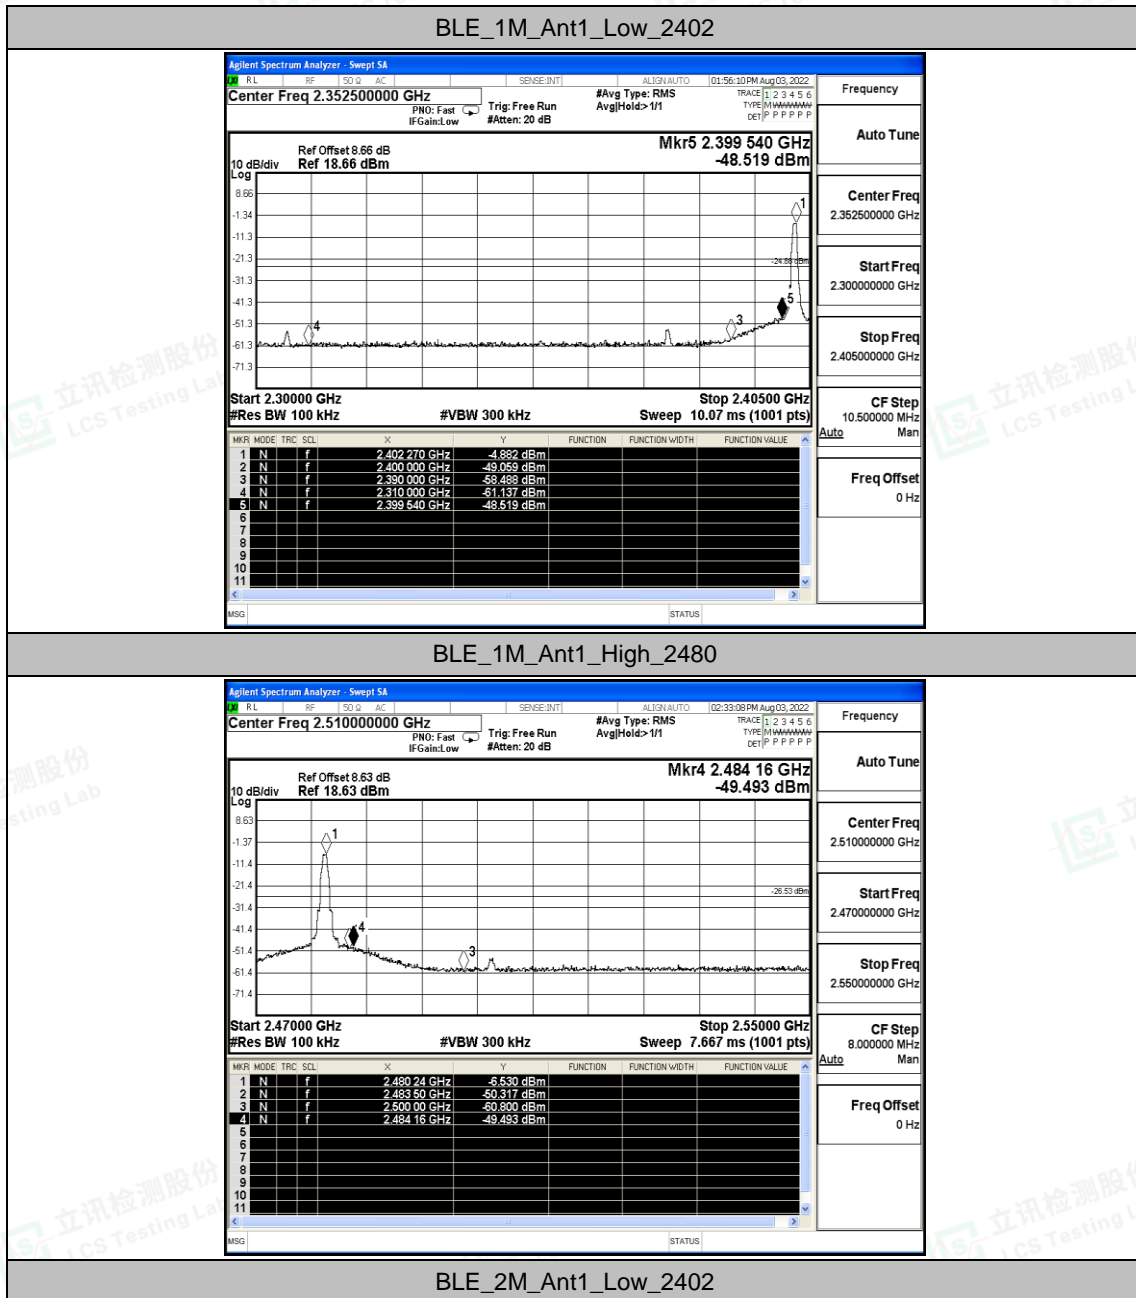 BLE_1M_Ant1_Low_2402
Agilent Spectrum Analyzer - Swept SA
RL RF 50 Ω AC SENSE:INT ALIGN AUTO 01:56:10 PM Aug 03, 2022
Center Freq 2.352500000 GHz
PNO: Fast
IFGain:Low
Trig: Free Run
#Atten: 20 dB
#Avg Type: RMS
Avg|Hold:>1/1
TRACE 1 2 3 4 5 6
TYPE M
DET P P P P P P
Frequency
Auto Tune
Ref Offset 8.66 dB
10 dB/div Ref 18.66 dBm
Log
Mkr5 2.399 540 GHz
-48.519 dBm
8.66
-1.34
-11.3
-21.3
-31.3
-41.3
-51.3
-61.3
-71.3
1
5
3
4
Center Freq
2.352500000 GHz
Start Freq
2.300000000 GHz
Stop Freq
2.405000000 GHz
CF Step
10.500000 MHz
Auto Man
Freq Offset
0 Hz
Start 2.30000 GHz Stop 2.40500 GHz
#Res BW 100 kHz #VBW 300 kHz Sweep 10.07 ms (1001 pts)
MKR MODE TRC SCL X Y FUNCTION FUNCTION WIDTH FUNCTION VALUE
1 N f 2.402 270 GHz -4.882 dBm
2 N f 2.400 000 GHz -49.059 dBm
3 N f 2.390 000 GHz -58.488 dBm
4 N f 2.310 000 GHz -61.137 dBm
5 N f 2.399 540 GHz -48.519 dBm
6
7
8
9
10
11
MSG STATUS
BLE_1M_Ant1_High_2480
Agilent Spectrum Analyzer - Swept SA
RL RF 50 Ω AC SENSE:INT ALIGN AUTO 02:33:08 PM Aug 03, 2022
Center Freq 2.510000000 GHz
PNO: Fast
IFGain:Low
Trig: Free Run
#Atten: 20 dB
#Avg Type: RMS
Avg|Hold:>1/1
TRACE 1 2 3 4 5 6
TYPE M
DET P P P P P P
Frequency
Auto Tune
Ref Offset 8.63 dB
10 dB/div Ref 18.63 dBm
Log
Mkr4 2.484 16 GHz
-49.493 dBm
8.63
-1.37
-11.4
-21.4
-31.4
-41.4
-51.4
-61.4
-71.4
-26.53 dBm
1
4
3
Center Freq
2.510000000 GHz
Start Freq
2.470000000 GHz
Stop Freq
2.550000000 GHz
CF Step
8.000000 MHz
Auto Man
Freq Offset
0 Hz
Start 2.47000 GHz Stop 2.55000 GHz
#Res BW 100 kHz #VBW 300 kHz Sweep 7.667 ms (1001 pts)
MKR MODE TRC SCL X Y FUNCTION FUNCTION WIDTH FUNCTION VALUE
1 N f 2.480 24 GHz -6.530 dBm
2 N f 2.483 50 GHz -50.317 dBm
3 N f 2.500 00 GHz -60.800 dBm
4 N f 2.484 16 GHz -49.493 dBm
5
6
7
8
9
10
11
MSG STATUS
BLE_2M_Ant1_Low_2402
立讯检测股份
LCS Testing Lab